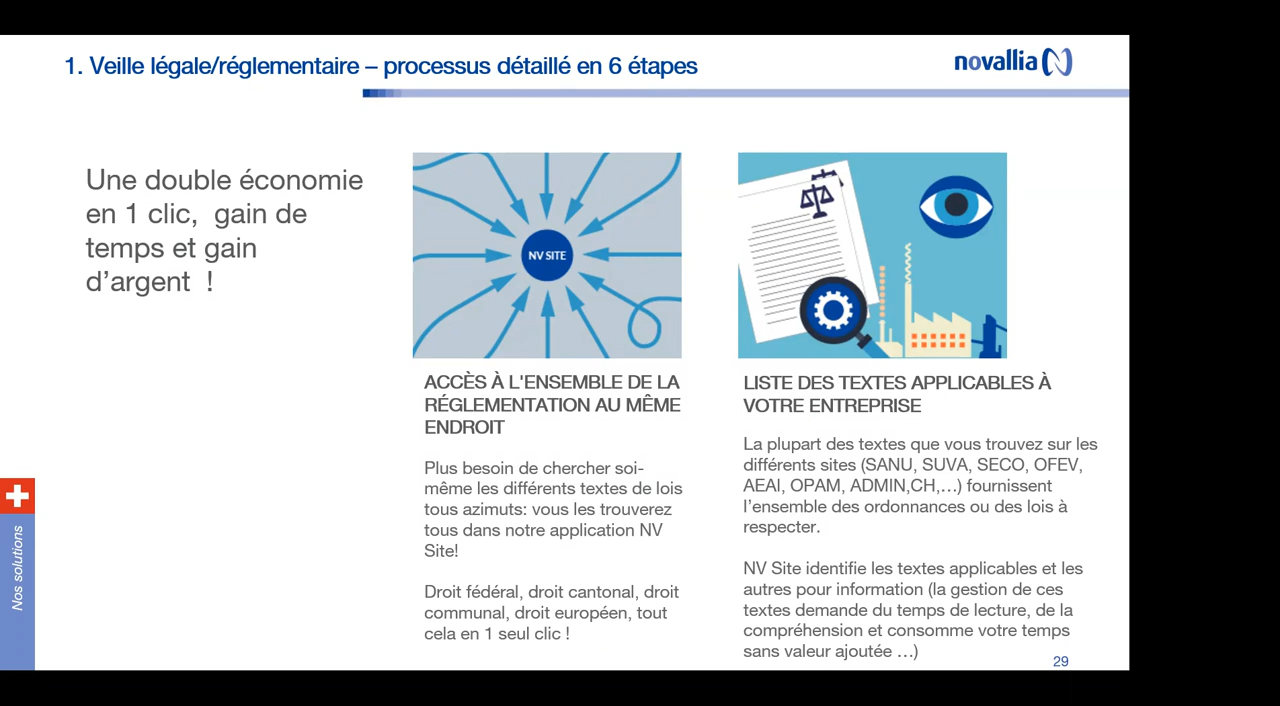 1. Veille légale/réglementaire – processus détaillé en 6 étapes
novallia
Une double économie
en 1 clic,  gain de
temps et gain
d’argent  !
NV SITE
ACCÈS À L'ENSEMBLE DE LA
RÉGLEMENTATION AU MÊME
ENDROIT
Plus besoin de chercher soi-
même les différents textes de lois
tous azimuts: vous les trouverez
tous dans notre application NV
Site!
Droit fédéral, droit cantonal, droit
communal, droit européen, tout
cela en 1 seul clic !
LISTE DES TEXTES APPLICABLES À
VOTRE ENTREPRISE
La plupart des textes que vous trouvez sur les
différents sites (SANU, SUVA, SECO, OFEV,
AEAI, OPAM, ADMIN,CH,…) fournissent
l’ensemble des ordonnances ou des lois à
respecter.
NV Site identifie les textes applicables et les
autres pour information (la gestion de ces
textes demande du temps de lecture, de la
compréhension et consomme votre temps
sans valeur ajoutée …)
Nos solutions
29